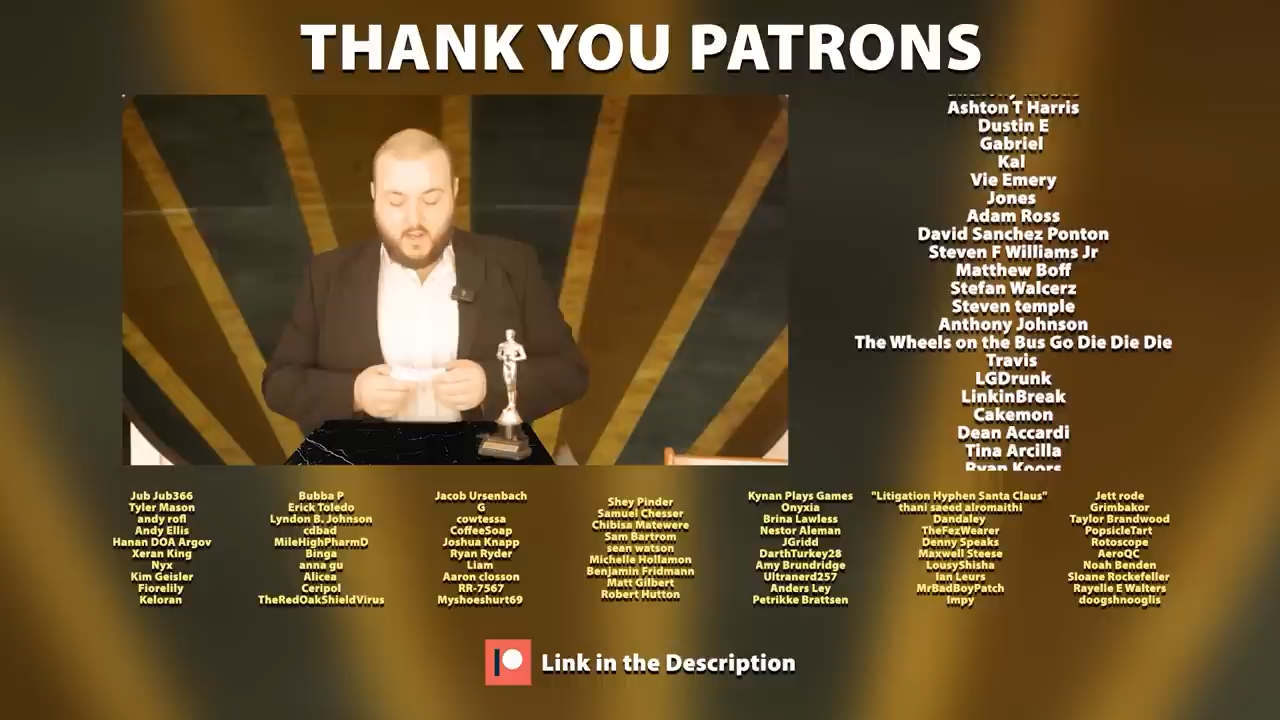 THANK YOU PATRONS
Ashton T Harris
Dustin E
Gabriel
Kal
Vie Emery
Jones
Adam Ross
David Sanchez Ponton
Steven F Williams Jr
Matthew Boff
Stefan Walcerz
Steven temple
Anthony Johnson
The Wheels on the Bus Go Die Die Die
Travis
LGDrunk
LinkinBreak
Cakemon
Dean Accardi
Tina Arcilla
Ryan Koors
Jub Jub366
Tyler Mason
andy rofl
Andy Ellis
Hanan DOA Argov
Xeran King
Nyx
Kim Geisler
Fiorelily
Keloran
Bubba P
Erick Toledo
Lyndon B. Johnson
cdbad
MileHighPharmD
Binga
anna gu
Alicea
Ceripol
TheRedOakShieldVirus
Jacob Ursenbach
G
cowtessa
CoffeeSoap
Joshua Knapp
Ryan Ryder
Liam
Aaron closson
RR-7567
Myshoeshurt69
Shey Pinder
Samuel Chesser
Chibisa Matewere
Sam Bartrom
sean watson
Michelle Hollamon
Benjamin Fridmann
Matt Gilbert
Robert Hutton
Kynan Plays Games
Onyxia
Brina Lawless
Nestor Aleman
JGridd
DarthTurkey28
Amy Brundridge
Ultranerd257
Anders Ley
Petrikke Brattsen
"Litigation Hyphen Santa Claus"
thani saeed alromaithi
Dandaley
TheFezWearer
Denny Speaks
Maxwell Steese
LousyShisha
Ian Leurs
MrBadBoyPatch
Impy
Jett rode
Grimbakor
Taylor Brandwood
PopsicleTart
Rotoscope
AeroQC
Noah Benden
Sloane Rockefeller
Rayelle E Walters
doogshnooglis
Link in the Description